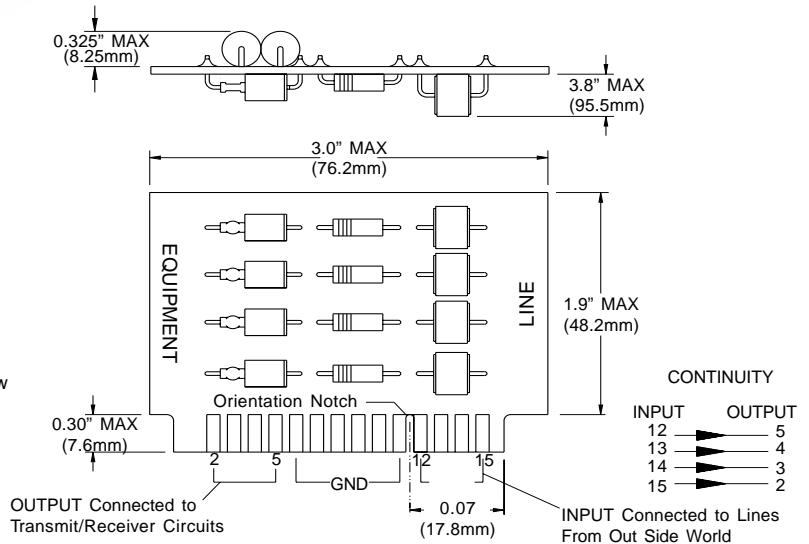 0.325” MAX
(8.25mm)
3.8” MAX
(95.5mm)
3.0” MAX
(76.2mm)
EQUIPMENT
LINE
1.9” MAX
(48.2mm)
w
Orientation Notch
0.30” MAX
(7.6mm)
2 5 12 15
GND
0.07
(17.8mm)
OUTPUT Connected to
Transmit/Receiver Circuits
INPUT Connected to Lines
From Out Side World
CONTINUITY
INPUT OUTPUT
12 5
13 4
14 3
15 2